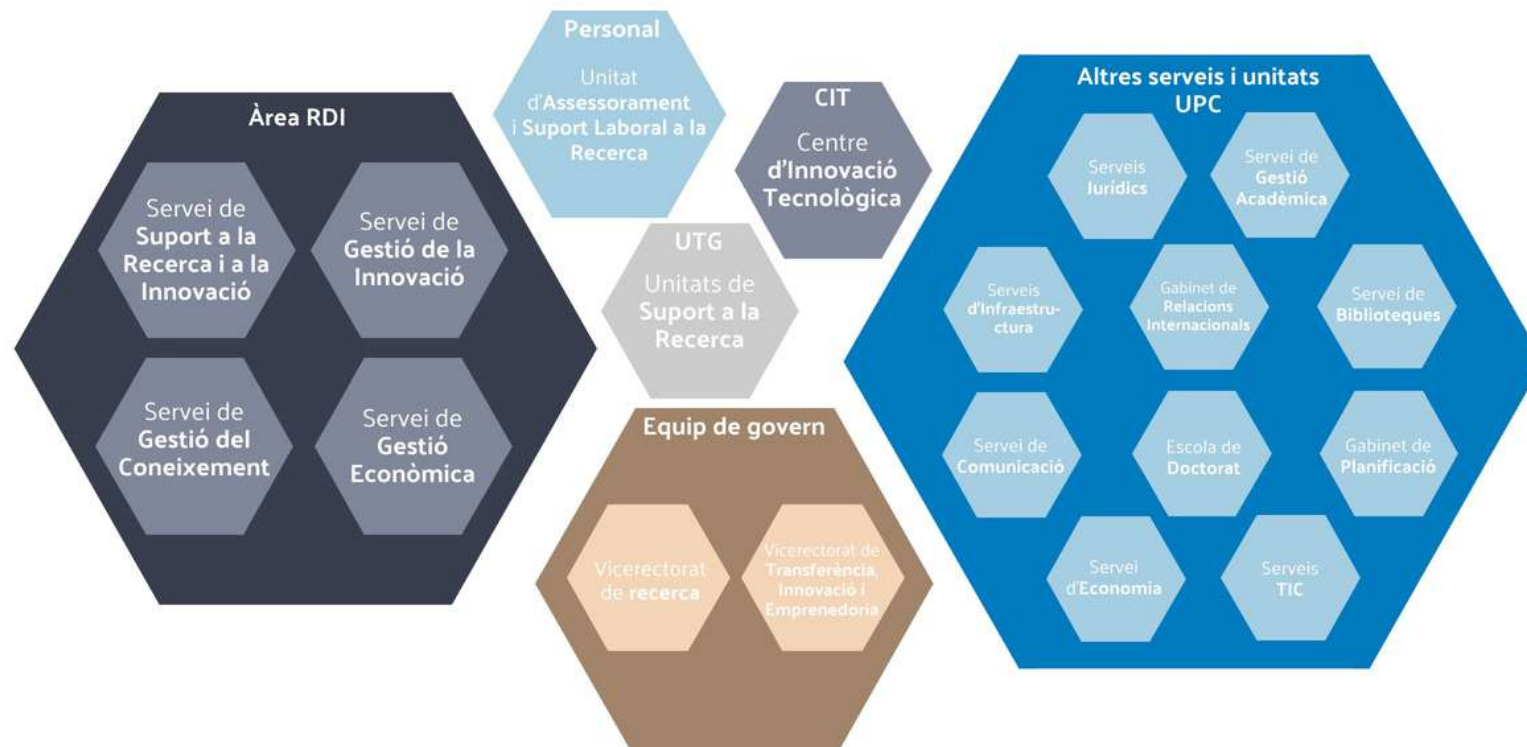 Àrea RDI
Servei de
Suport a la
Recerca i a la
Innovació
Servei de
Gestió de la
Innovació
Servei de
Gestió del
Coneixement
Servei de
Gestió
Econòmica
Personal
Unitat
d'Assessorament
i Suport Laboral a la
Recerca
CIT
Centre
d'Innovació
Tecnològica
UTG
Unitats de
Suport a la
Recerca
Equip de govern
Vicerectorat
de recerca
Vicerectorat de
Transferència,
Innovació i
Emprenedoria
Altres serveis i unitats
UPC
Serveis
Jurídics
Servei de
Gestió
Acadèmica
Serveis
d'Infraestru-
ctura
Gabinet de
Relacions
Internacionals
Servei de
Biblioteques
Servei de
Comunicació
Escola de
Doctorat
Gabinet de
Planificació
Servei
d'Economia
Serveis
TIC